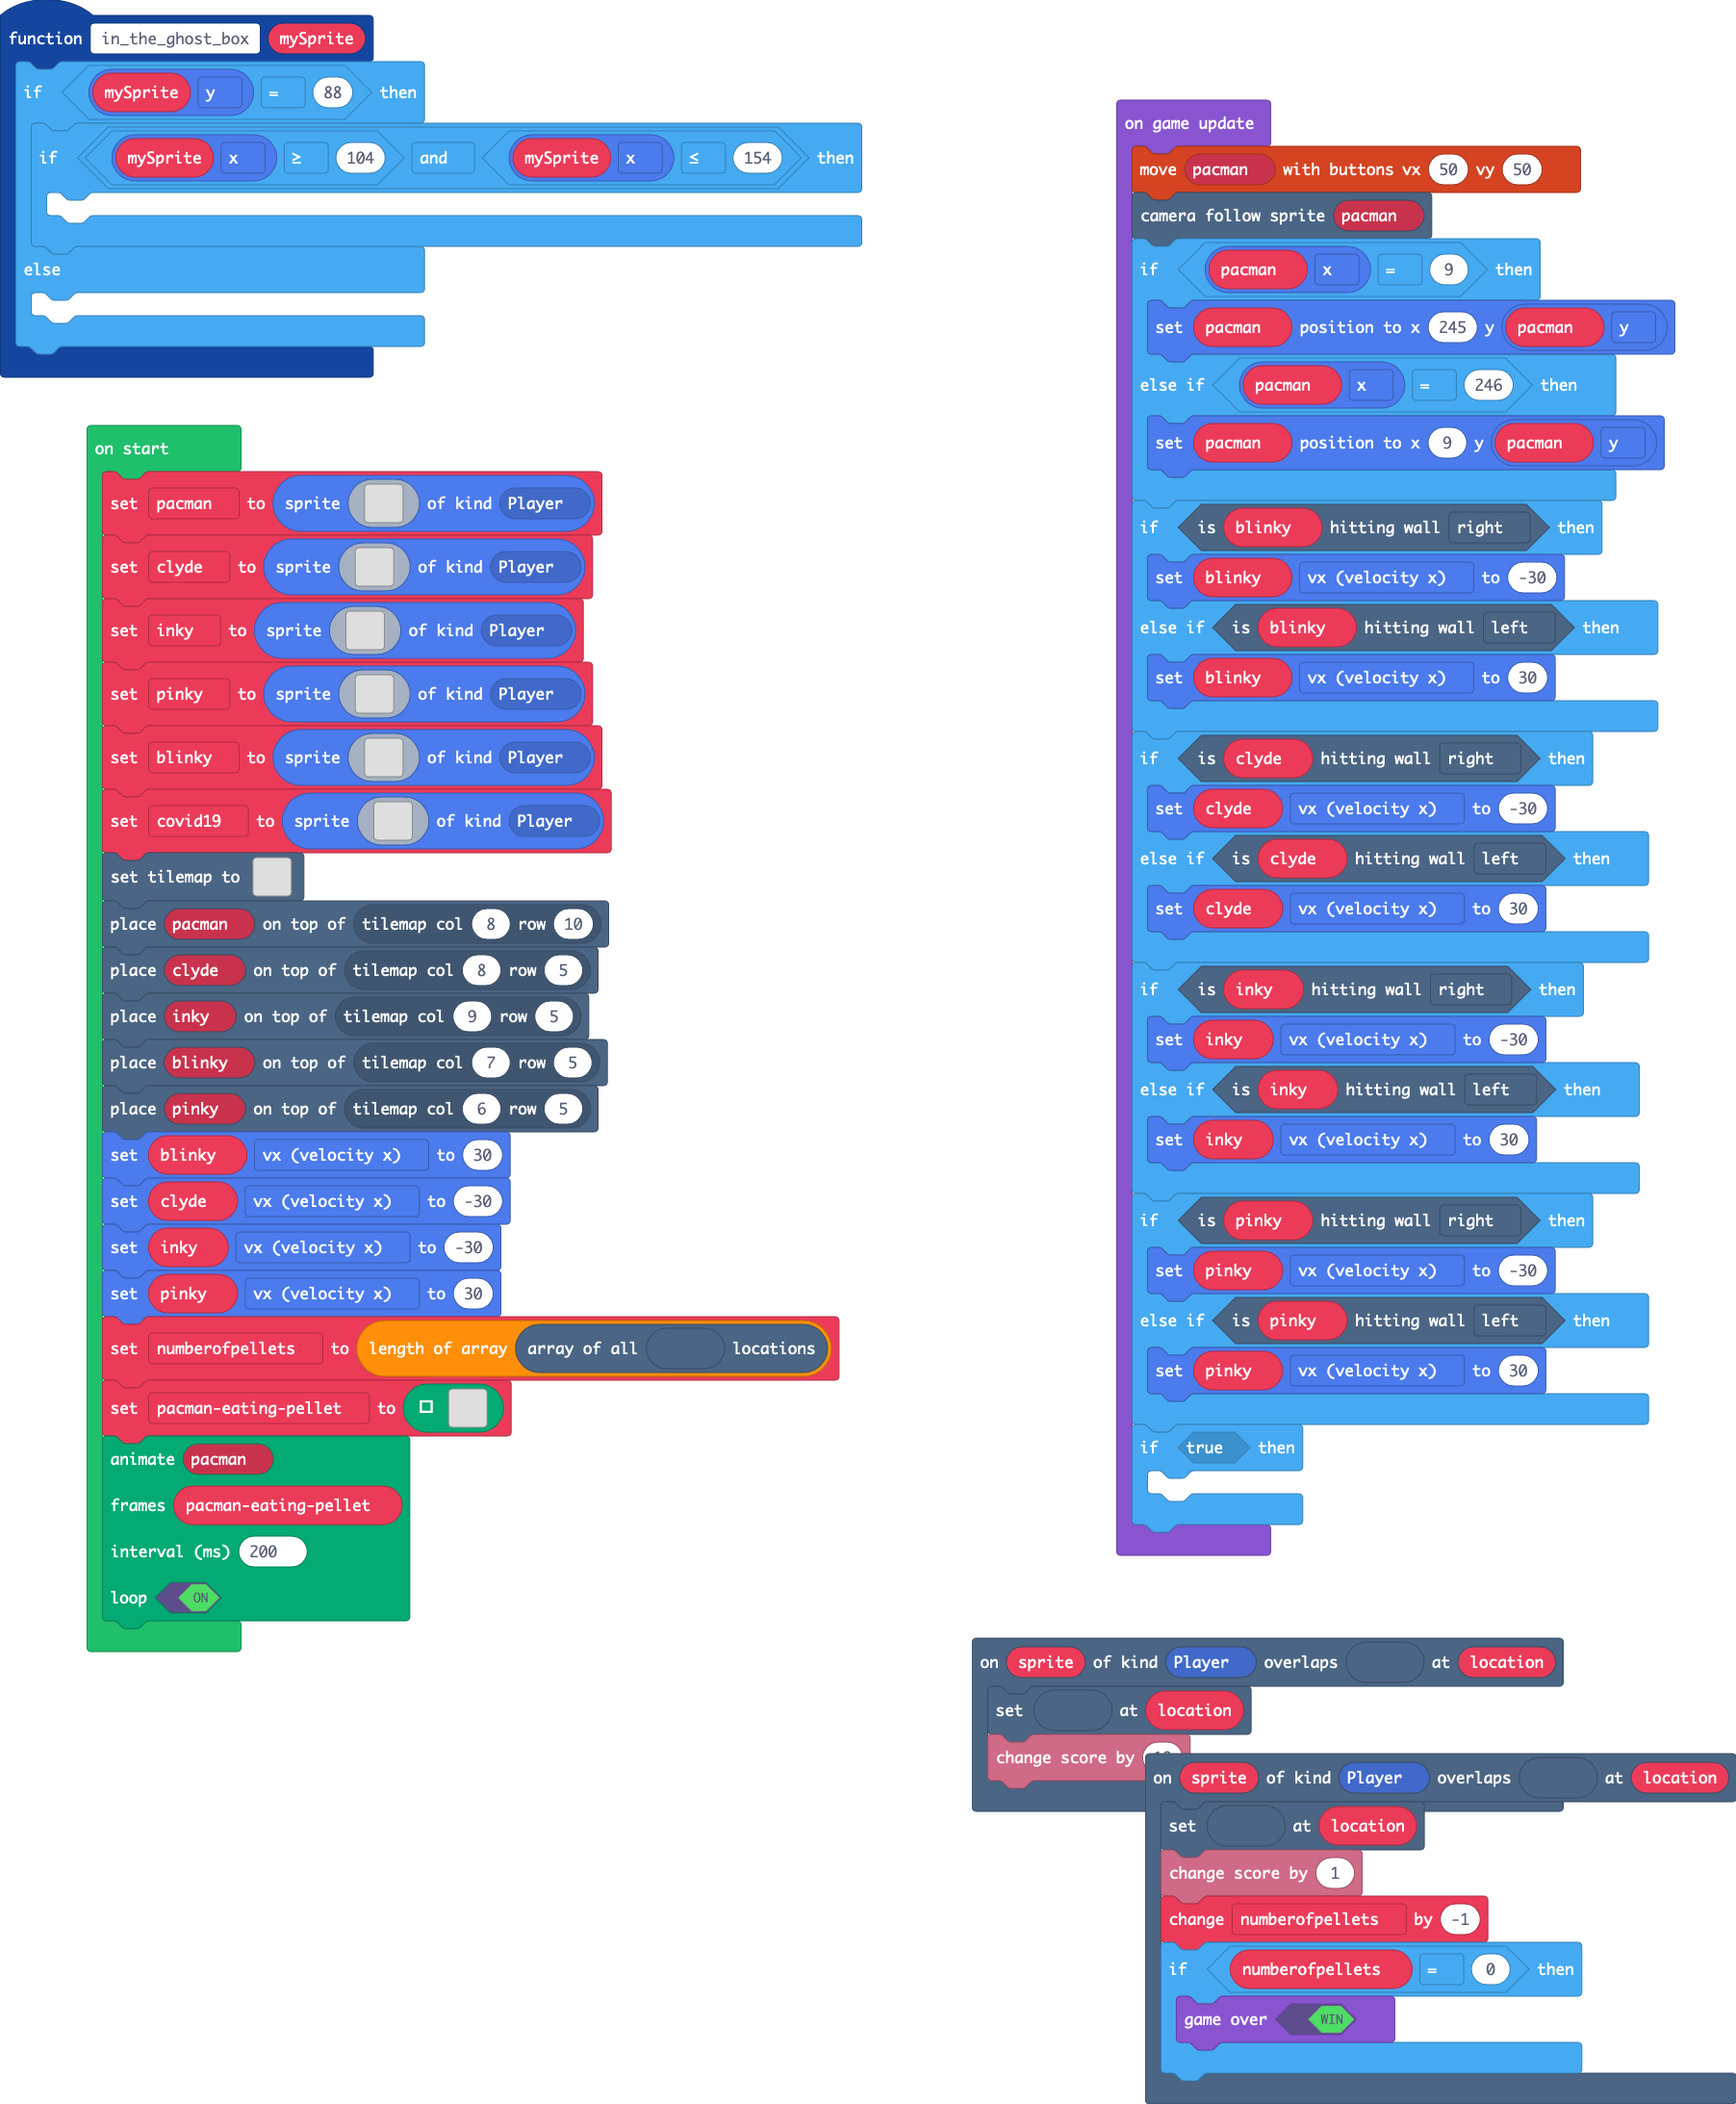 function in_the_ghost_box mySprite
if mySprite y = 88 then
if mySprite x ≥ 104 and mySprite x ≤ 154 then
else
on start
set pacman to sprite of kind Player
set clyde to sprite of kind Player
set inky to sprite of kind Player
set pinky to sprite of kind Player
set blinky to sprite of kind Player
set covid19 to sprite of kind Player
set tilemap to
place pacman on top of tilemap col 8 row 10
place clyde on top of tilemap col 8 row 5
place inky on top of tilemap col 9 row 5
place blinky on top of tilemap col 7 row 5
place pinky on top of tilemap col 6 row 5
set blinky vx (velocity x) to 30
set clyde vx (velocity x) to -30
set inky vx (velocity x) to -30
set pinky vx (velocity x) to 30
set numberofpellets to length of array array of all locations
set pacman-eating-pellet to
animate pacman
frames pacman-eating-pellet
interval (ms) 200
loop ON
on game update
move pacman with buttons vx 50 vy 50
camera follow sprite pacman
if pacman x = 9 then
set pacman position to x 245 y pacman y
else if pacman x = 246 then
set pacman position to x 9 y pacman y
if is blinky hitting wall right then
set blinky vx (velocity x) to -30
else if is blinky hitting wall left then
set blinky vx (velocity x) to 30
if is clyde hitting wall right then
set clyde vx (velocity x) to -30
else if is clyde hitting wall left then
set clyde vx (velocity x) to 30
if is inky hitting wall right then
set inky vx (velocity x) to -30
else if is inky hitting wall left then
set inky vx (velocity x) to 30
if is pinky hitting wall right then
set pinky vx (velocity x) to -30
else if is pinky hitting wall left then
set pinky vx (velocity x) to 30
if true then
on sprite of kind Player overlaps at location
set at location
change score by
on sprite of kind Player overlaps at location
set at location
change score by 1
change numberofpellets by -1
if numberofpellets = 0 then
game over WIN